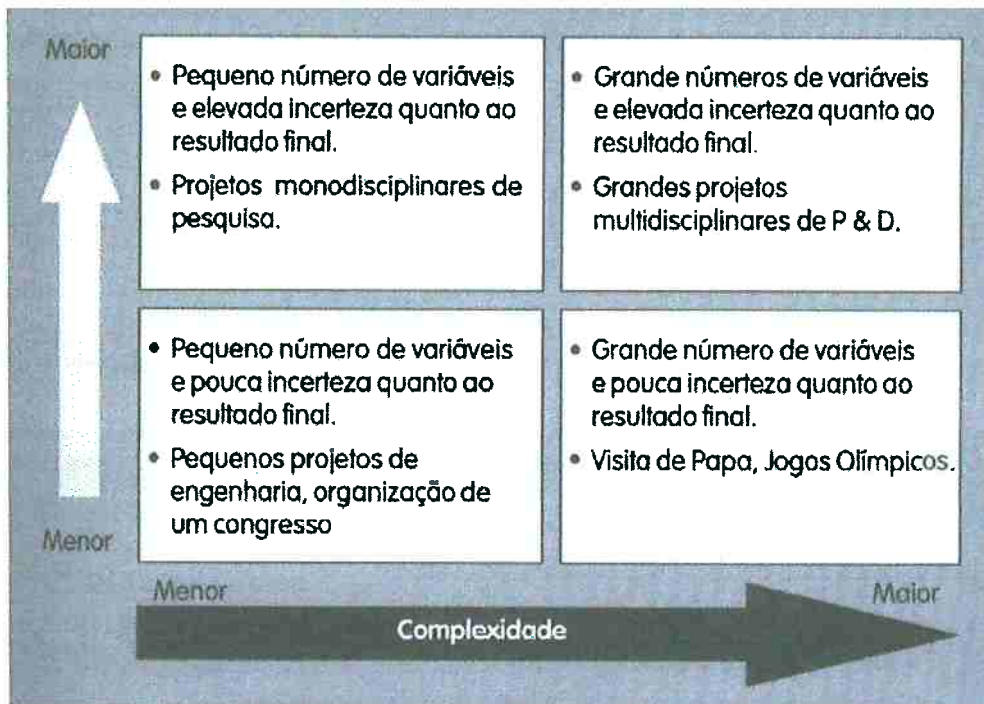 Maior
• Pequeno número de variáveis
e elevada incerteza quanto ao
resultado final.
• Projetos monodisciplinares de
pesquisa.
• Grande números de variáveis
e elevada incerteza quanto ao
resultado final.
• Grandes projetos
multidisciplinares de P & D.
• Pequeno número de variáveis
e pouca incerteza quanto ao
resultado final.
• Pequenos projetos de
engenharia, organização de
um congresso
• Grande número de variáveis
e pouca incerteza quanto ao
resultado final.
• Visita de Papa, Jogos Olímpicos.
Menor
Menor
Maior
Complexidade